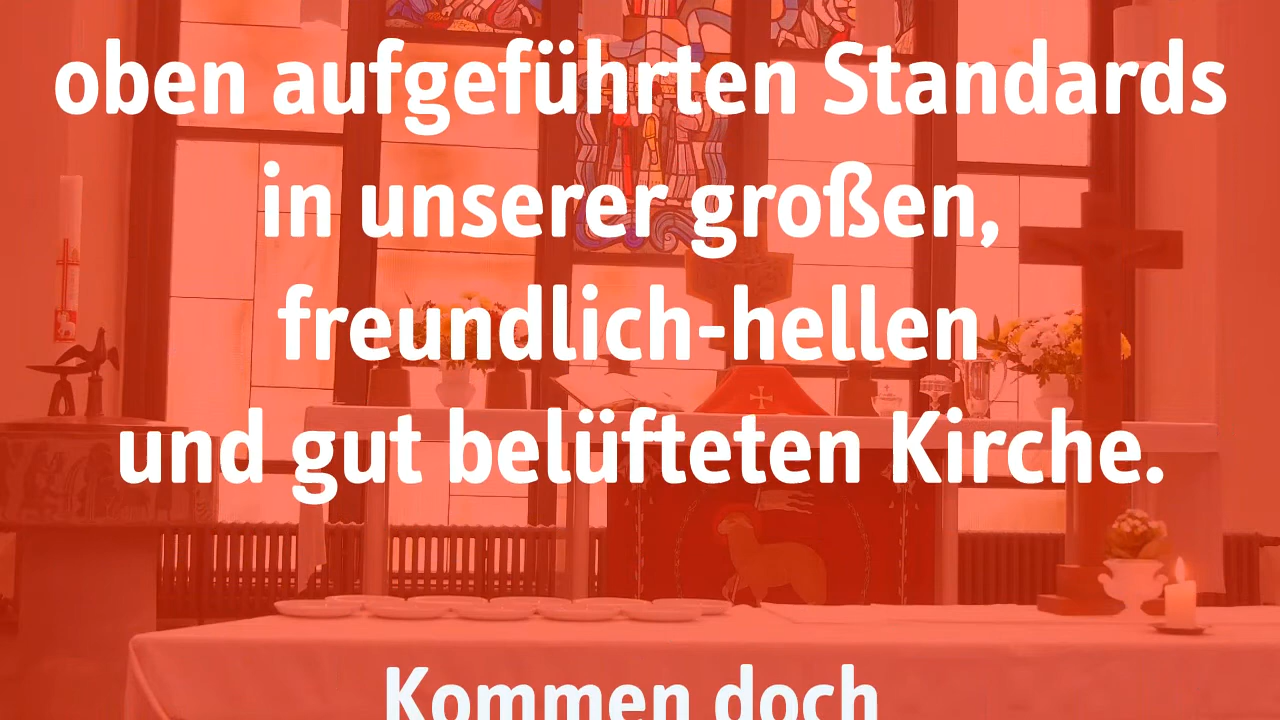 oben aufgeführten Standards
in unserer großen,
freundlich-hellen
und gut belüfteten Kirche.
Kommen doch